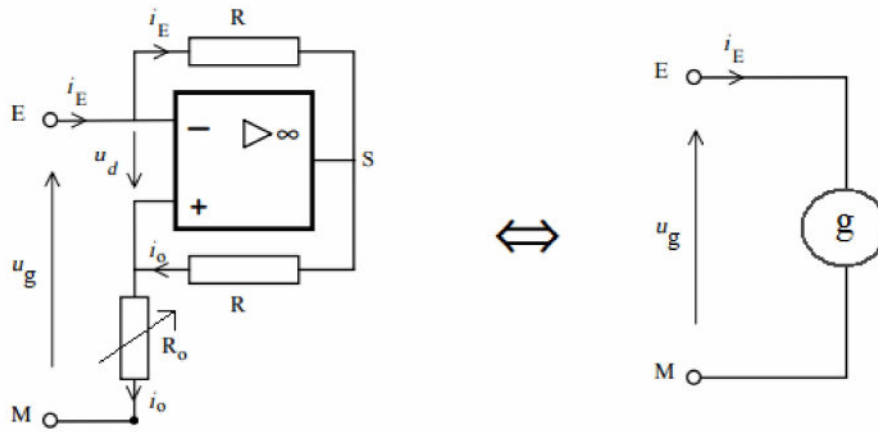 i_E R
E i_E
− ▷ ∞
u_d S
+
u_g i_o R
R_o
M i_o
⇔
E i_E
u_g g
M